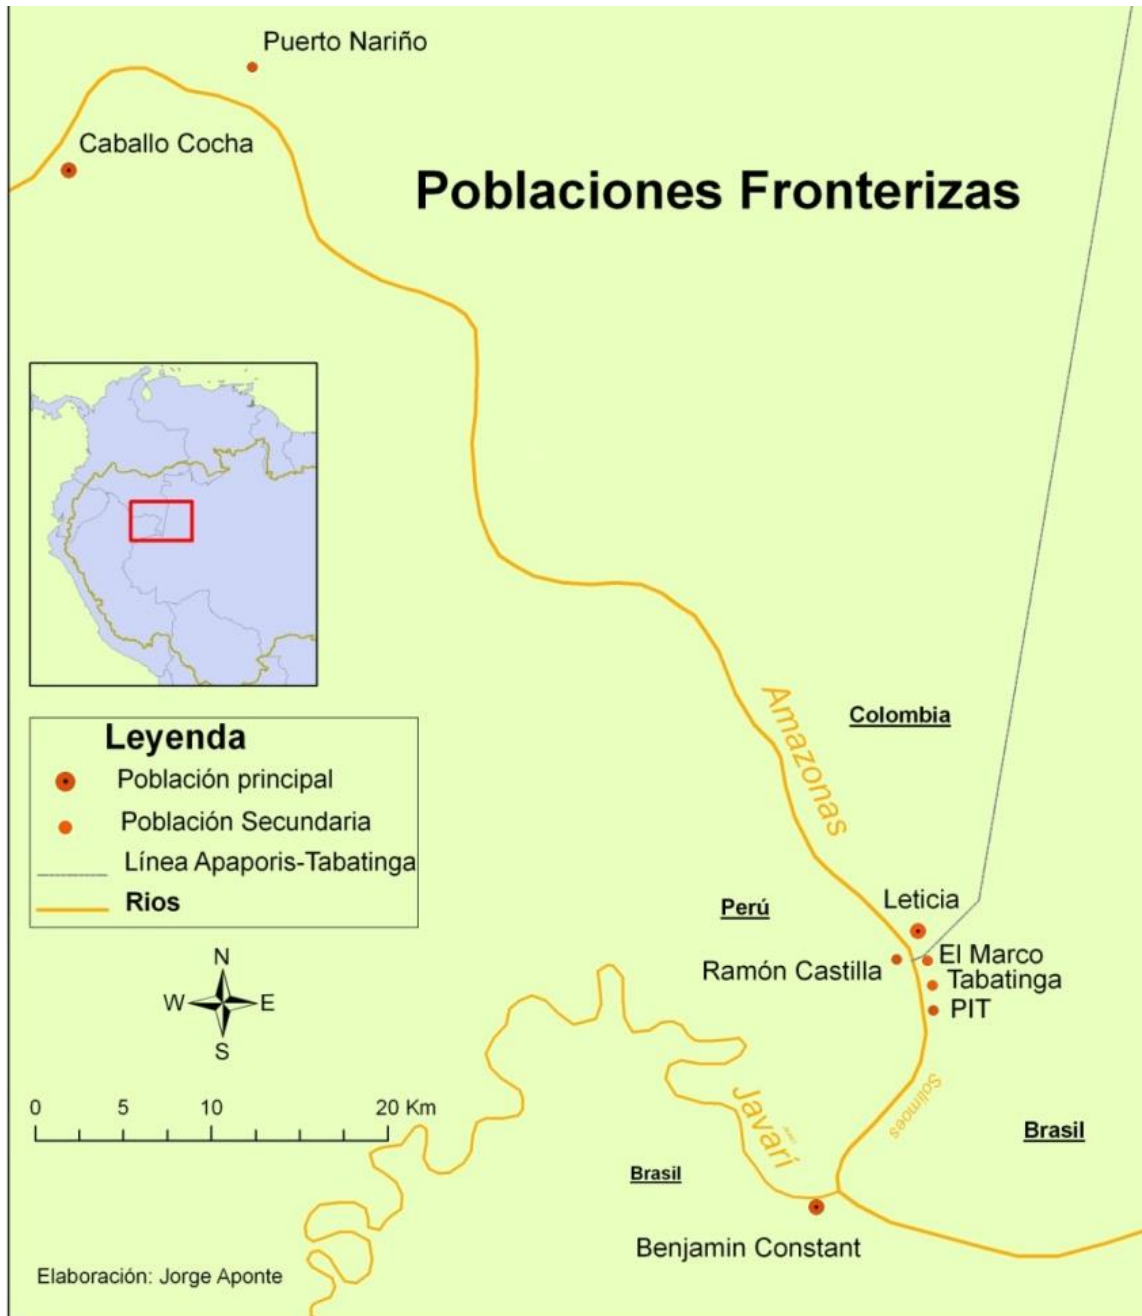 Puerto Nariño
Caballo Cocha
Poblaciones Fronterizas
Amazonas
Colombia
Leyenda
Población principal
Población Secundaria
Línea Apaporis-Tabatinga
Rios
Perú
Leticia
Ramón Castilla
El Marco
Tabatinga
PIT
N
W
E
S
0 5 10 20 Km
Solimoes
Javarí
Brasil
Brasil
Benjamin Constant
Elaboración: Jorge Aponte